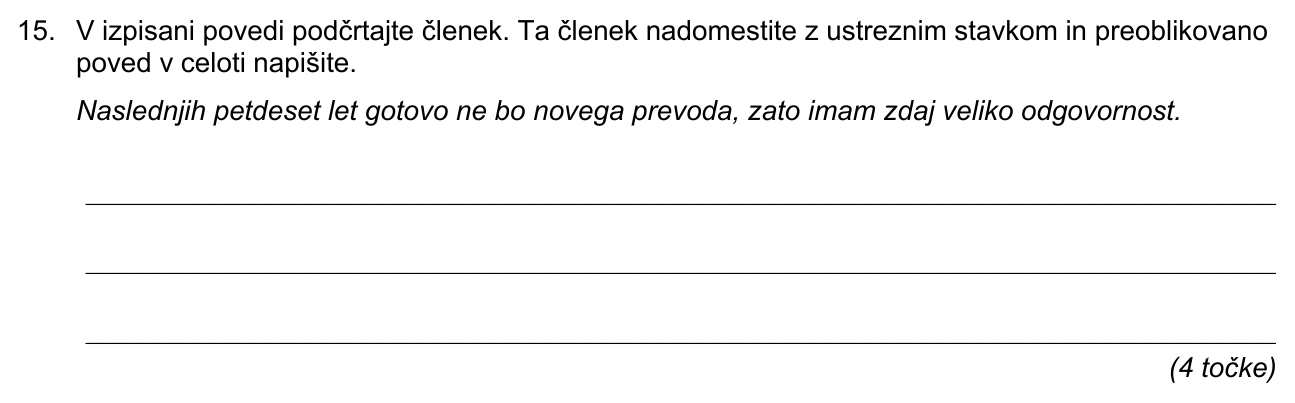 15. V izpisani povedi podčrtajte členek. Ta členek nadomestite z ustreznim stavkom in preoblikovano
poved v celoti napišite.
Naslednjih petdeset let gotovo ne bo novega prevoda, zato imam zdaj veliko odgovornost.
(4 točke)